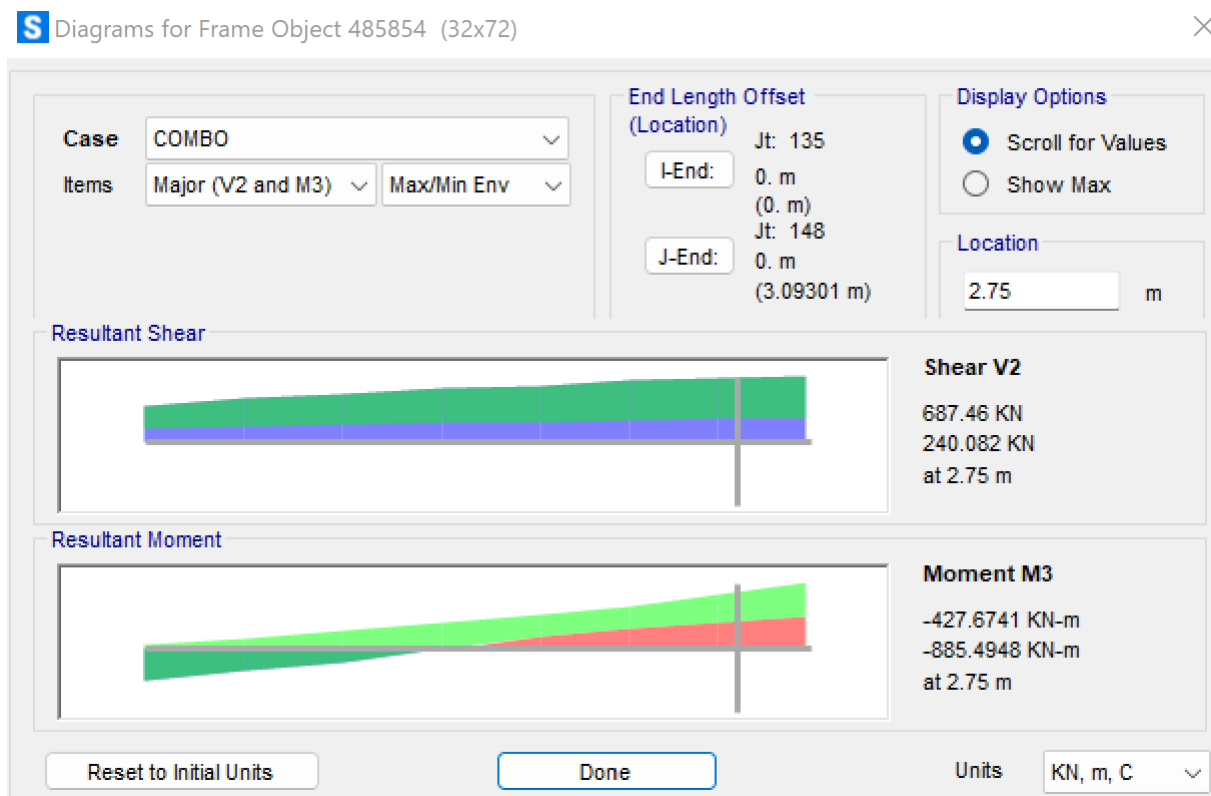 S Diagrams for Frame Object 485854 (32x72)
Case COMBO
Items Major (V2 and M3) Max/Min Env
End Length Offset
(Location)
I-End: Jt: 135
0. m
(0. m)
J-End: Jt: 148
0. m
(3.09301 m)
Display Options
Scroll for Values
Show Max
Location
2.75 m
Resultant Shear
Shear V2
687.46 KN
240.082 KN
at 2.75 m
Resultant Moment
Moment M3
-427.6741 KN-m
-885.4948 KN-m
at 2.75 m
Reset to Initial Units
Done
Units KN, m, C